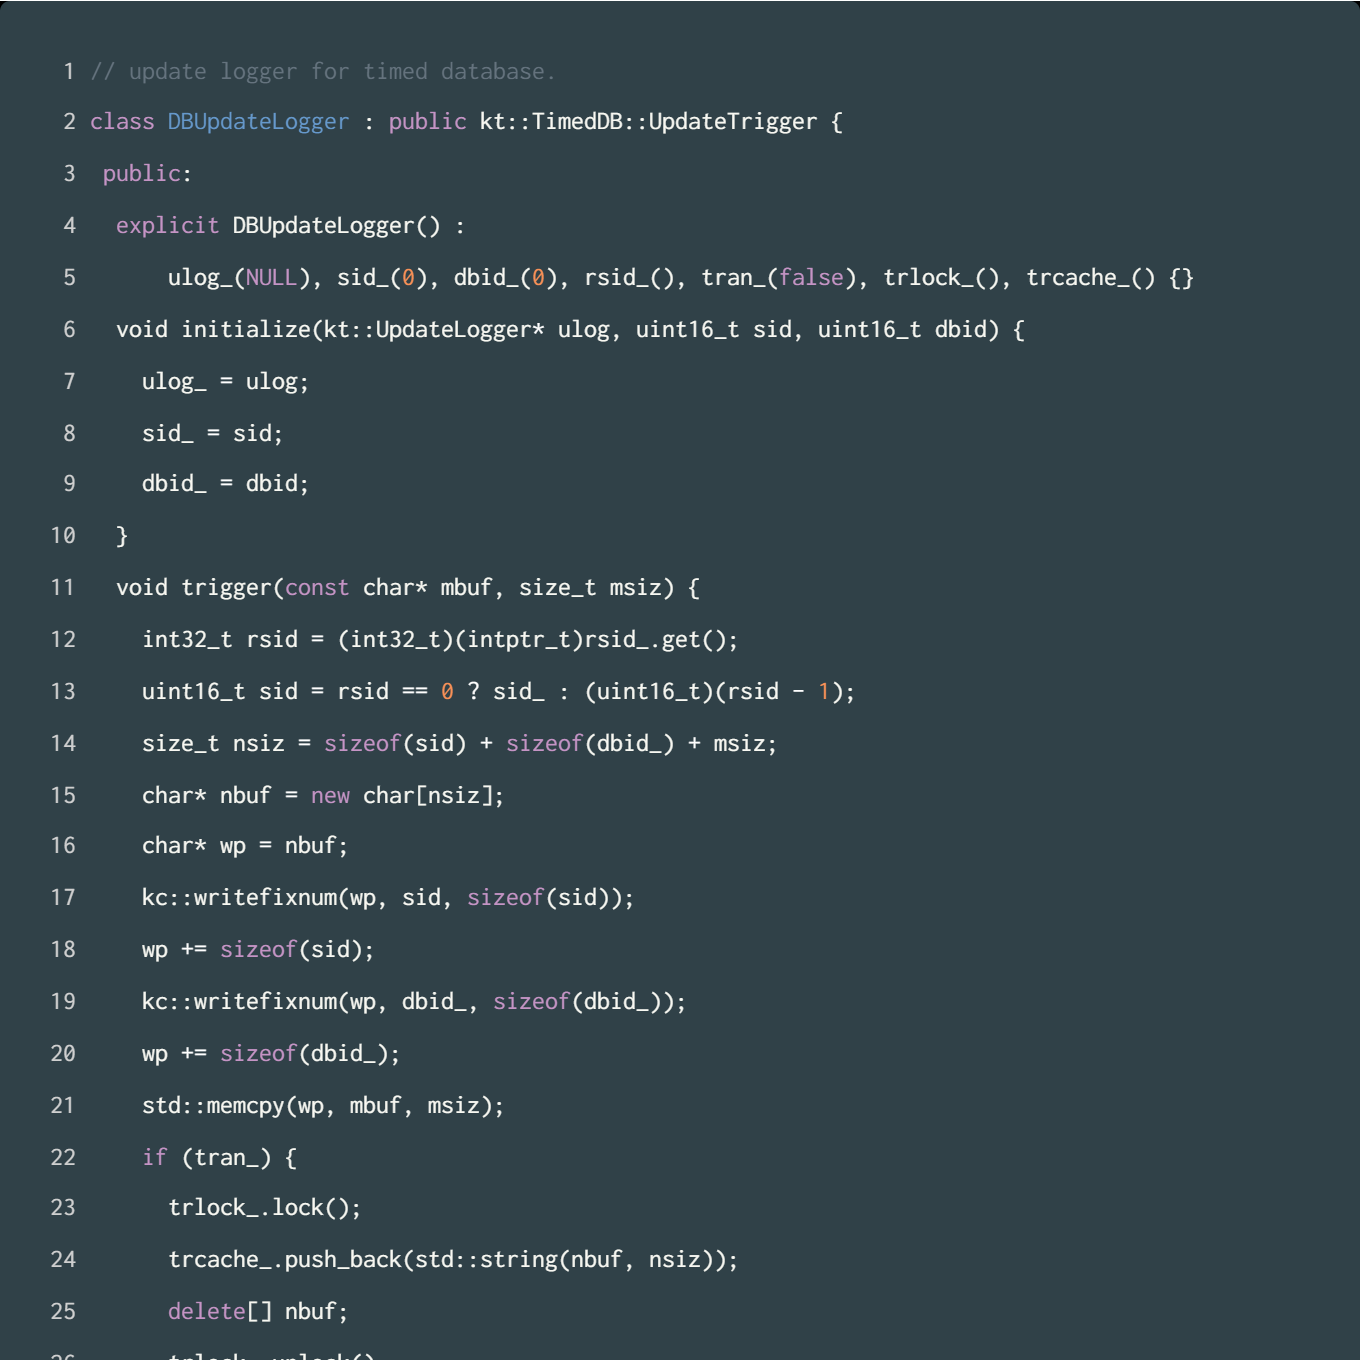 1 // update logger for timed database.
2 class DBUpdateLogger : public kt::TimedDB::UpdateTrigger {
3  public:
4   explicit DBUpdateLogger() :
5       ulog_(NULL), sid_(0), dbid_(0), rsid_(), tran_(false), trlock_(), trcache_() {}
6   void initialize(kt::UpdateLogger* ulog, uint16_t sid, uint16_t dbid) {
7     ulog_ = ulog;
8     sid_ = sid;
9     dbid_ = dbid;
10   }
11   void trigger(const char* mbuf, size_t msiz) {
12     int32_t rsid = (int32_t)(intptr_t)rsid_.get();
13     uint16_t sid = rsid == 0 ? sid_ : (uint16_t)(rsid - 1);
14     size_t nsiz = sizeof(sid) + sizeof(dbid_) + msiz;
15     char* nbuf = new char[nsiz];
16     char* wp = nbuf;
17     kc::writefixnum(wp, sid, sizeof(sid));
18     wp += sizeof(sid);
19     kc::writefixnum(wp, dbid_, sizeof(dbid_));
20     wp += sizeof(dbid_);
21     std::memcpy(wp, mbuf, msiz);
22     if (tran_) {
23       trlock_.lock();
24       trcache_.push_back(std::string(nbuf, nsiz));
25       delete[] nbuf;